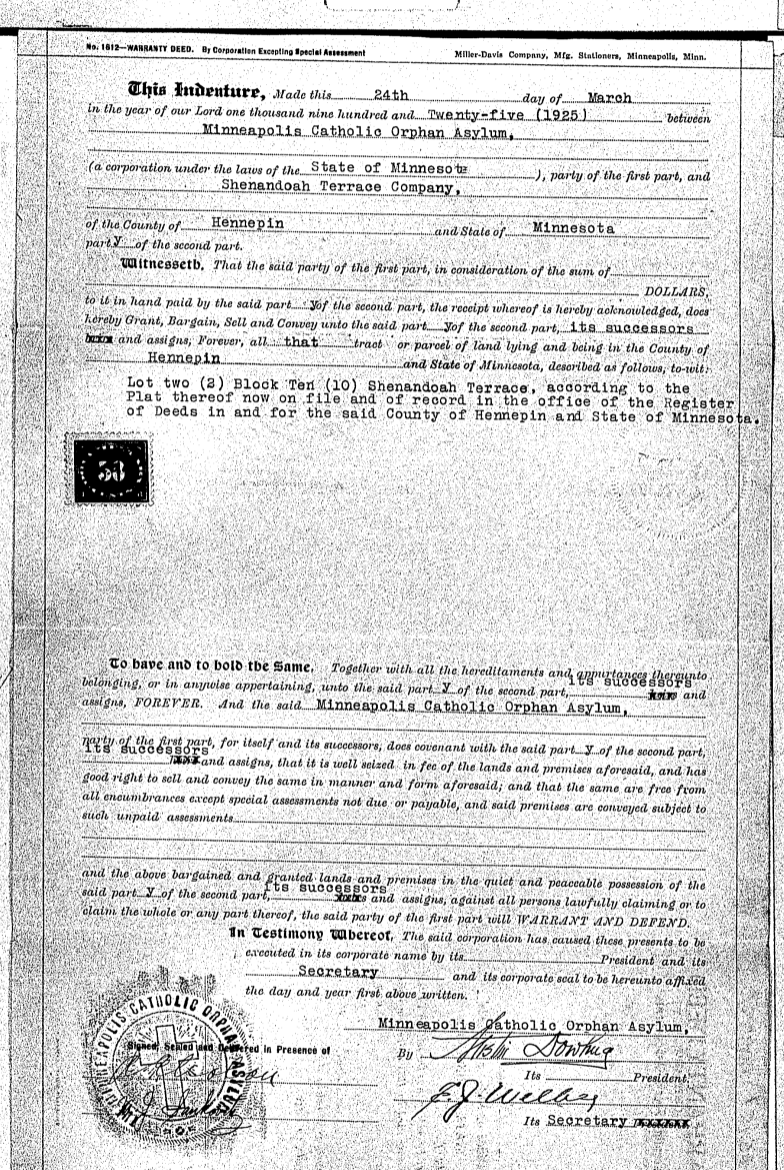 No. 1812—WARRANTY DEED. By Corporation Excepting Special Assessment
Miller-Davis Company, Mfg. Stationers, Minneapolis, Minn.
This Indenture, Made this 24th day of March
in the year of our Lord one thousand nine hundred and Twenty-five (1925) between
Minneapolis Catholic Orphan Asylum,
(a corporation under the laws of the State of Minnesota ), party of the first part, and
Shenandoah Terrace Company,
of the County of Hennepin and State of Minnesota
part y of the second part.
Witnesseth, That the said party of the first part, in consideration of the sum of
DOLLARS,
to it in hand paid by the said part y of the second part, the receipt whereof is hereby acknowledged, does
hereby Grant, Bargain, Sell and Convey unto the said part y of the second part, its successors
and assigns, Forever, all that tract or parcel of land lying and being in the County of
Hennepin and State of Minnesota, described as follows, to-wit:
Lot two (2) Block Ten (10) Shenandoah Terrace, according to the
Plat thereof now on file and of record in the office of the Register
of Deeds in and for the said County of Hennepin and State of Minnesota.
To have and to hold the Same, Together with all the hereditaments and appurtances thereunto
belonging, or in anywise appertaining, unto the said part y of the second part, its successors and
assigns, FOREVER. And the said Minneapolis Catholic Orphan Asylum,
party of the first part, for itself and its successors, does covenant with the said part y of the second part,
its successors and assigns, that it is well seized in fee of the lands and premises aforesaid, and has
good right to sell and convey the same in manner and form aforesaid; and that the same are free from
all encumbrances except special assessments not due or payable, and said premises are conveyed subject to
such unpaid assessments
and the above bargained and granted lands and premises in the quiet and peaceable possession of the
said part y of the second part, its successors and assigns, against all persons lawfully claiming or to
claim the whole or any part thereof, the said party of the first part will WARRANT AND DEFEND.
In Testimony Whereof, The said corporation has caused these presents to be
executed in its corporate name by its President and its
Secretary and its corporate seal to be hereunto affixed
the day and year first above written.
MINNEAPOLIS CATHOLIC ORPHAN ASYLUM
Minneapolis Catholic Orphan Asylum,
Signed, Sealed and Delivered in Presence of
By Austin Dowling
Its President,
Its Secretary